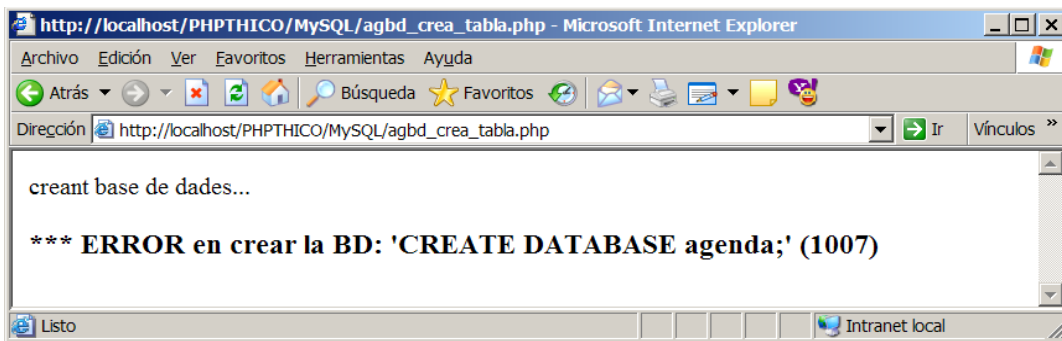 http://localhost/PHPTHICO/MySQL/agbd_crea_tabla.php - Microsoft Internet Explorer
Archivo Edición Ver Favoritos Herramientas Ayuda
Atrás Búsqueda Favoritos
Dirección http://localhost/PHPTHICO/MySQL/agbd_crea_tabla.php Ir Vínculos »
creant base de dades...
*** ERROR en crear la BD: 'CREATE DATABASE agenda;' (1007)
Listo Intranet local